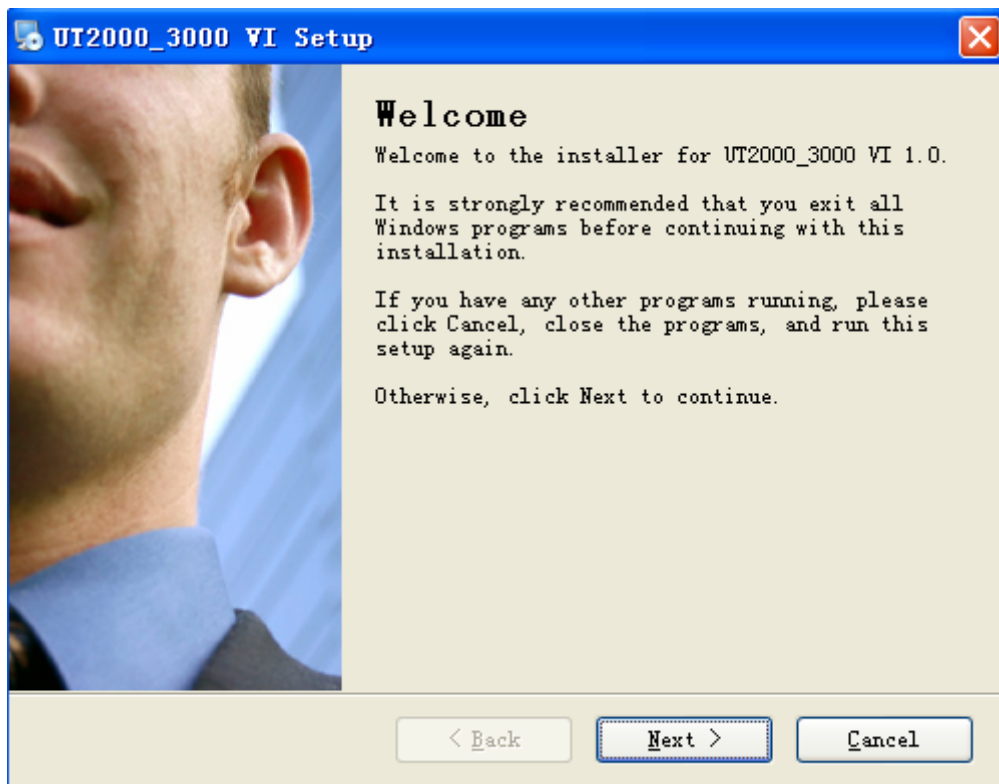 UT2000_3000 VI Setup
Welcome
Welcome to the installer for UT2000_3000 VI 1.0.
It is strongly recommended that you exit all
Windows programs before continuing with this
installation.
If you have any other programs running, please
click Cancel, close the programs, and run this
setup again.
Otherwise, click Next to continue.
< Back
Next >
Cancel